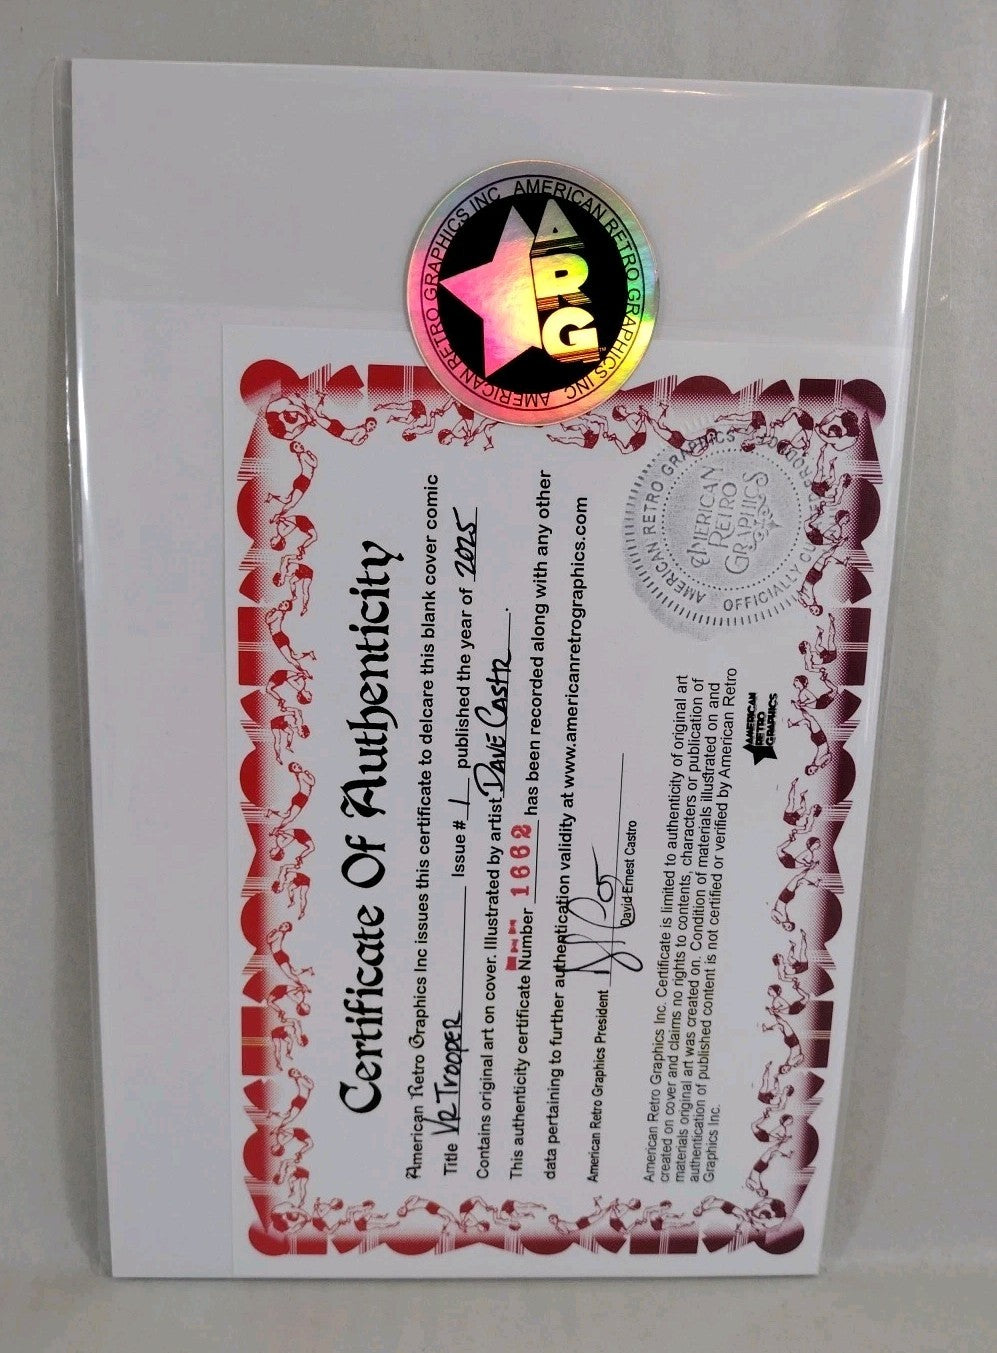 AMERICAN RETRO GRAPHICS INC. AMERICAN RETRO GRAPHICS INC.
ARG
Certificate Of Authenticity
American Retro Graphics Inc issues this certificate to delcare this blank cover comic
Title VR TROOPER Issue # 1 published the year of 2025
Contains original art on cover. Illustrated by artist DAVE Castr.
This authenticity certificate Number 1662 has been recorded along with any other
data pertaining to further authentication validity at www.americanretrographics.com
American Retro Graphics President
David Ernest Castro
American Retro Graphics Inc. Certificate is limited to authenticity of original art
created on cover and claims no rights to contents, characters or publication of
materials original art was created on. Condition of materials illustrated on and
authentication of published content is not certified or verified by American Retro
Graphics Inc.
AMERICAN
RETRO
GRAPHICS
AMERICAN RETRO GRAPHICS
OFFICIALLY
AMERICAN
RETRO
GRAPHICS